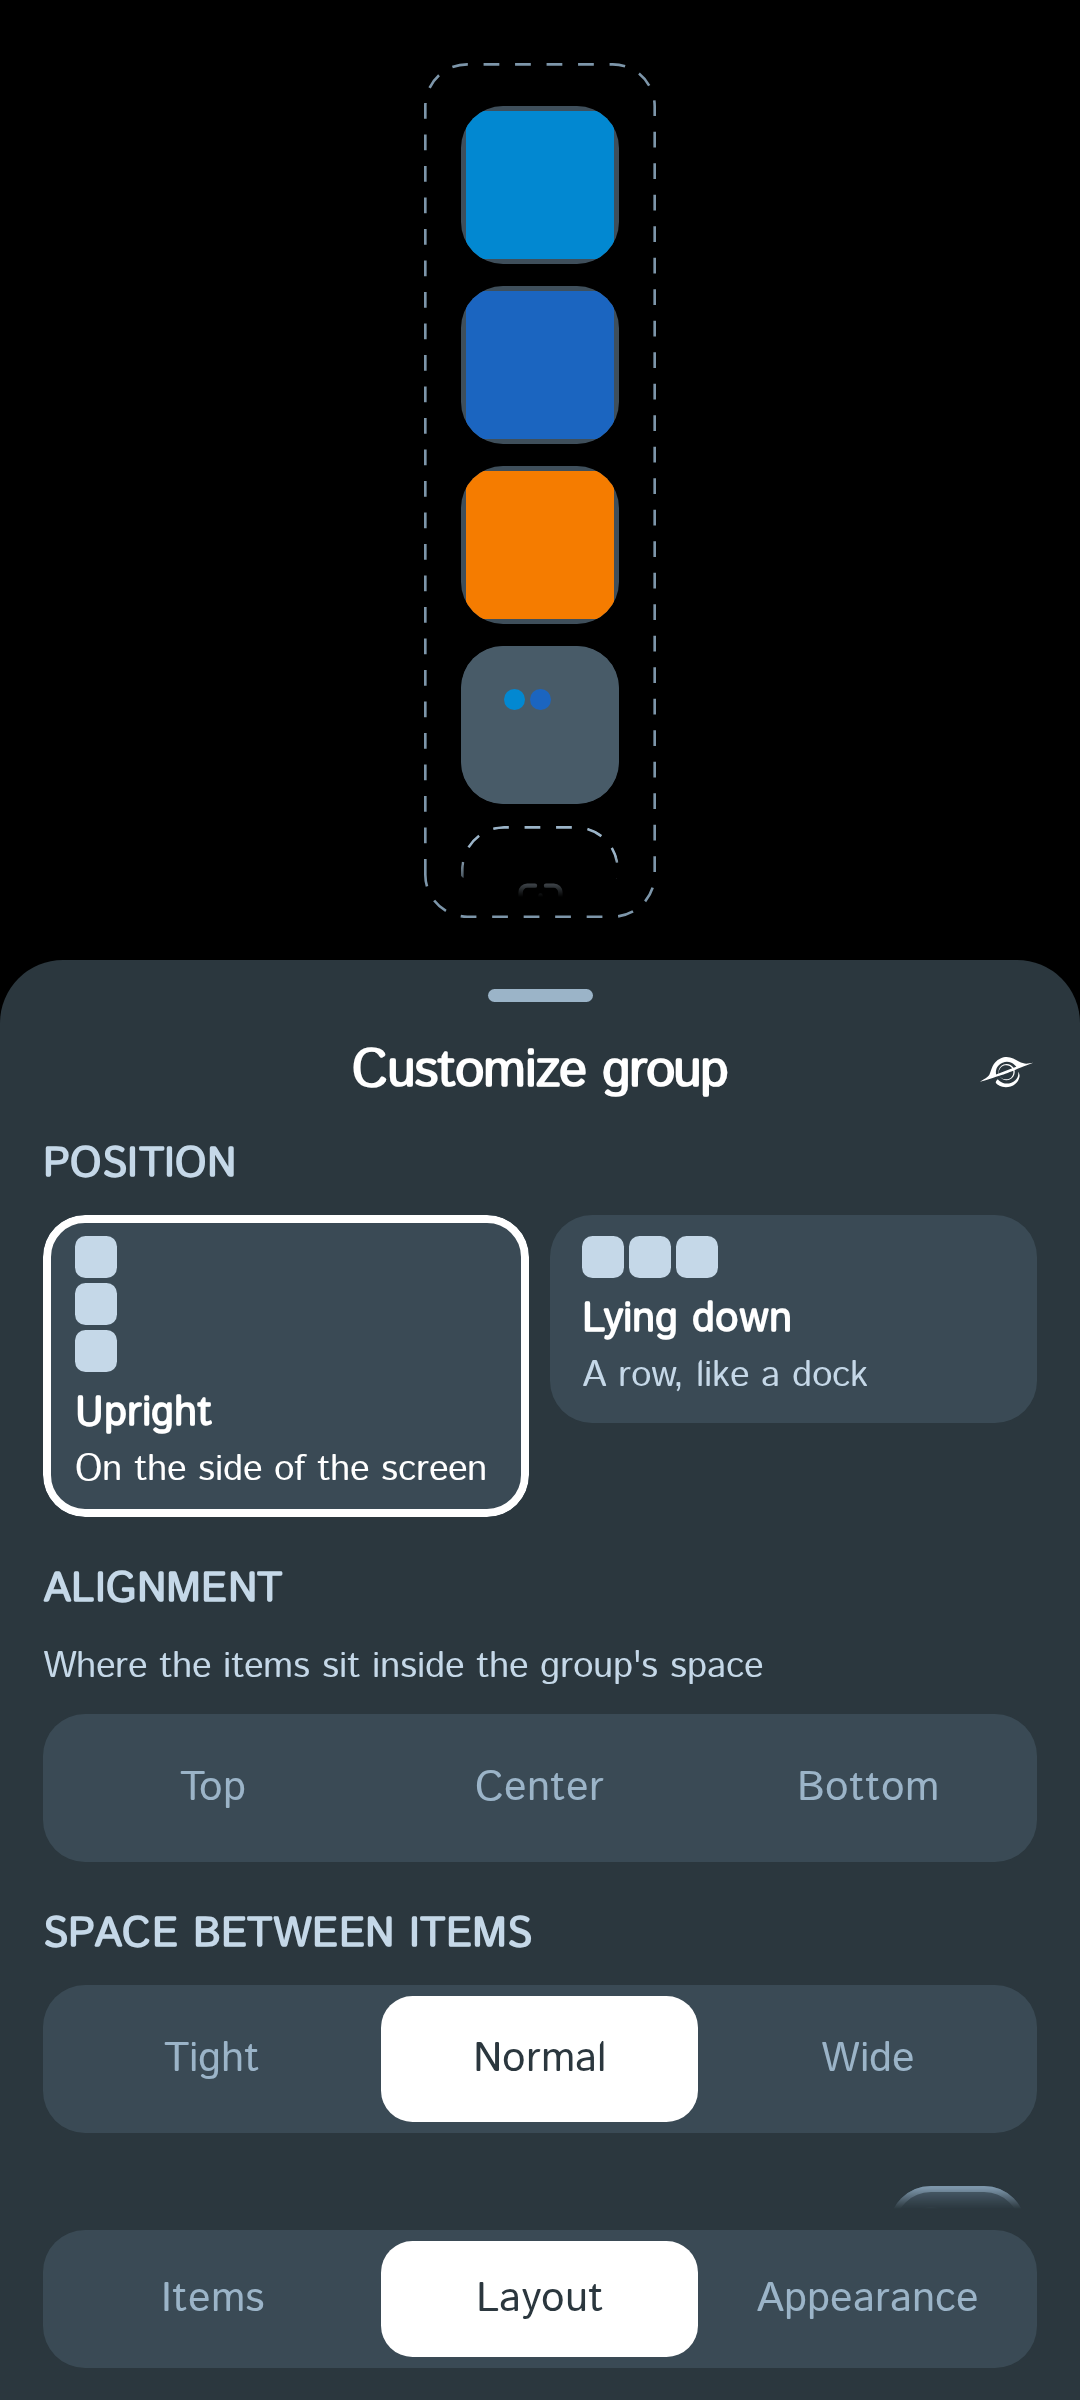 Customize group
POSITION
Upright
On the side of the screen
Lying down
A row, like a dock
ALIGNMENT
Where the items sit inside the group's space
Top
Center
Bottom
SPACE BETWEEN ITEMS
Tight
Normal
Wide
Items
Layout
Appearance